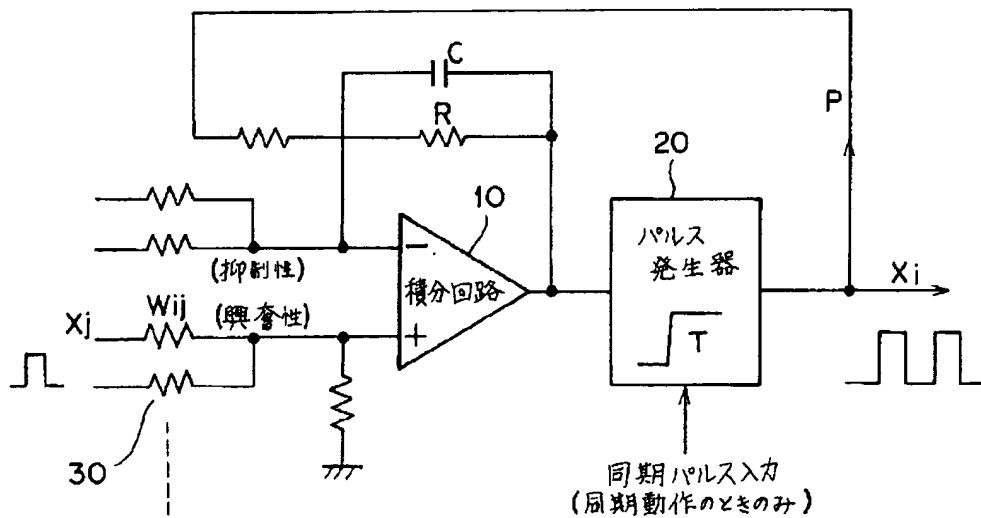 C
P
R
20
10
パルス
発生器
(抑制性)
積分回路
Xi
Xj
Wij
(興奮性)
−
+
T
30
同期パルス入力
(同期動作のときのみ)